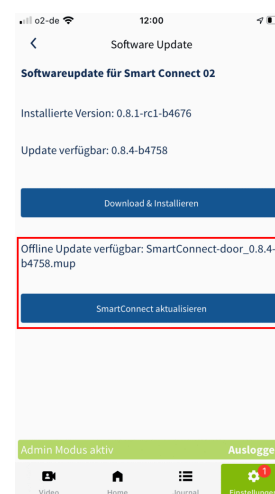 o2-de
12:00
Software Update
Softwareupdate für Smart Connect 02
Installierte Version: 0.8.1-rc1-b4676
Update verfügbar: 0.8.4-b4758
Download & Installieren
Offline Update verfügbar: SmartConnect-door_0.8.4-
b4758.mup
SmartConnect aktualisieren
Admin Modus aktiv
Auslogge
1
Video
Home
Journal
Einstellunge